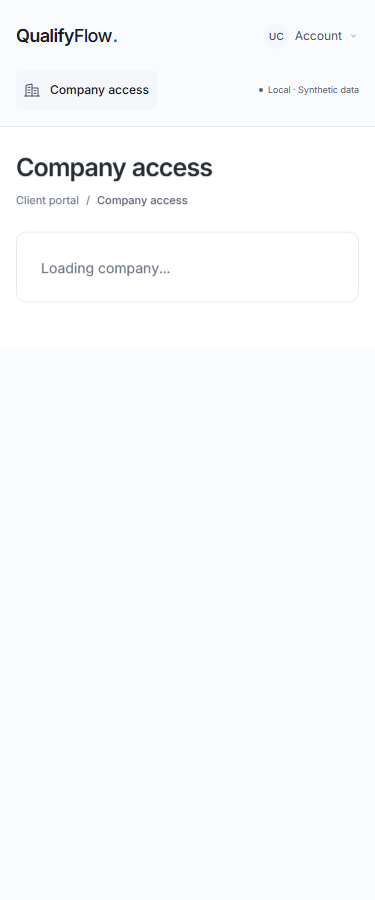 QualifyFlow.
UC Account
Company access
• Local · Synthetic data
Company access
Client portal / Company access
Loading company...